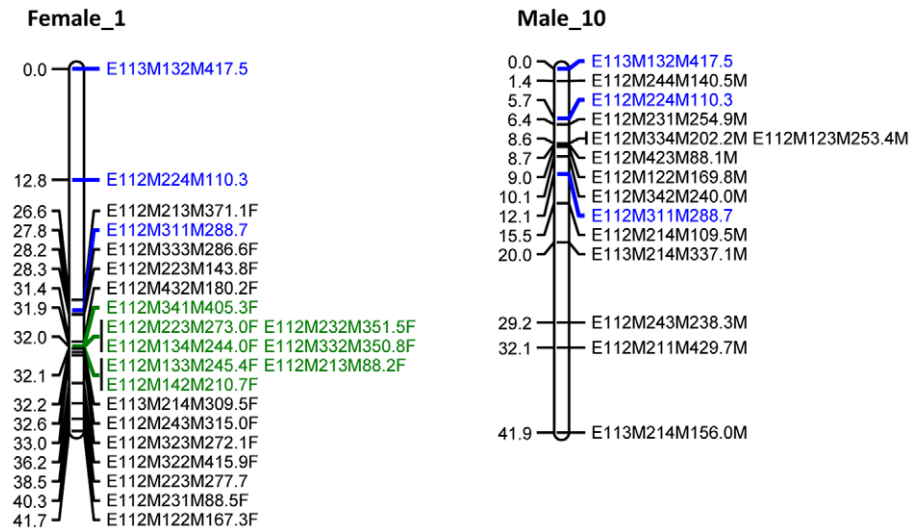 Female_1
0.0 E113M132M417.5
12.8 E112M224M110.3
26.6 E112M213M371.1F
27.8 E112M311M288.7
28.2 E112M333M286.6F
28.3 E112M223M143.8F
31.4 E112M432M180.2F
31.9 E112M341M405.3F
32.0 E112M223M273.0F E112M232M351.5F
E112M134M244.0F E112M332M350.8F
32.1 E112M133M245.4F E112M213M88.2F
E112M142M210.7F
32.2 E113M214M309.5F
32.6 E112M243M315.0F
33.0 E112M323M272.1F
36.2 E112M322M415.9F
38.5 E112M223M277.7
40.3 E112M231M88.5F
41.7 E112M122M167.3F
Male_10
0.0 E113M132M417.5
1.4 E112M244M140.5M
5.7 E112M224M110.3
6.4 E112M231M254.9M
8.6 E112M334M202.2M E112M123M253.4M
8.7 E112M423M88.1M
9.0 E112M122M169.8M
10.1 E112M342M240.0M
12.1 E112M311M288.7
15.5 E112M214M109.5M
20.0 E113M214M337.1M
29.2 E112M243M238.3M
32.1 E112M211M429.7M
41.9 E113M214M156.0M